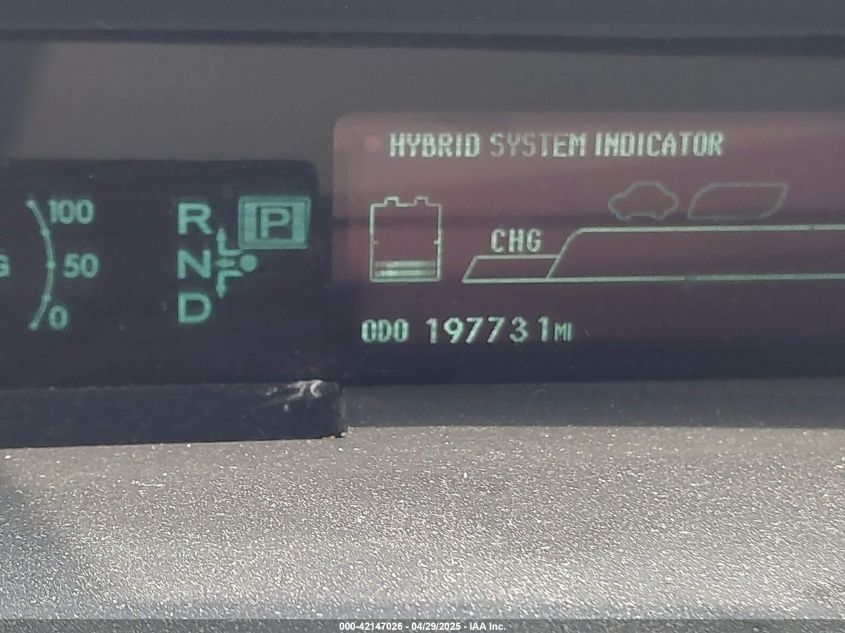 HYBRID SYSTEM INDICATOR
100
50
0
R
P
N
D
CHG
ODO 197731MI
000-42147026 - 04/29/2025 - IAA Inc.